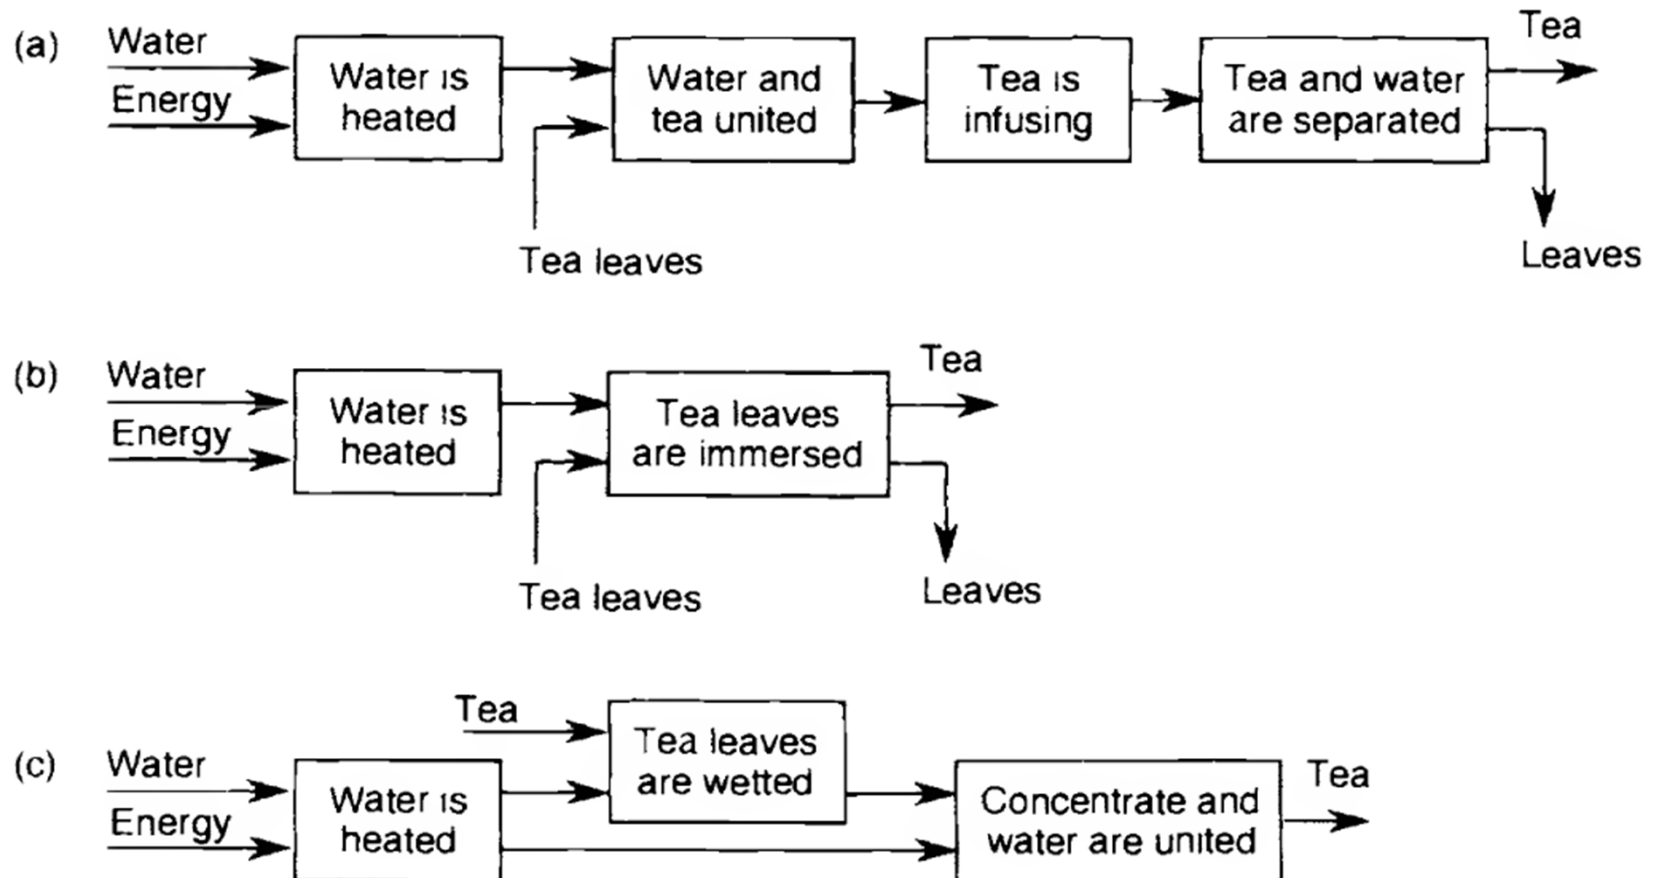 (a)
Water
Energy
Water is
heated
Tea leaves
Water and
tea united
Tea is
infusing
Tea and water
are separated
Tea
Leaves
(b)
Water
Energy
Water is
heated
Tea leaves
Tea leaves
are immersed
Tea
Leaves
(c)
Water
Energy
Water is
heated
Tea
Tea leaves
are wetted
Concentrate and
water are united
Tea